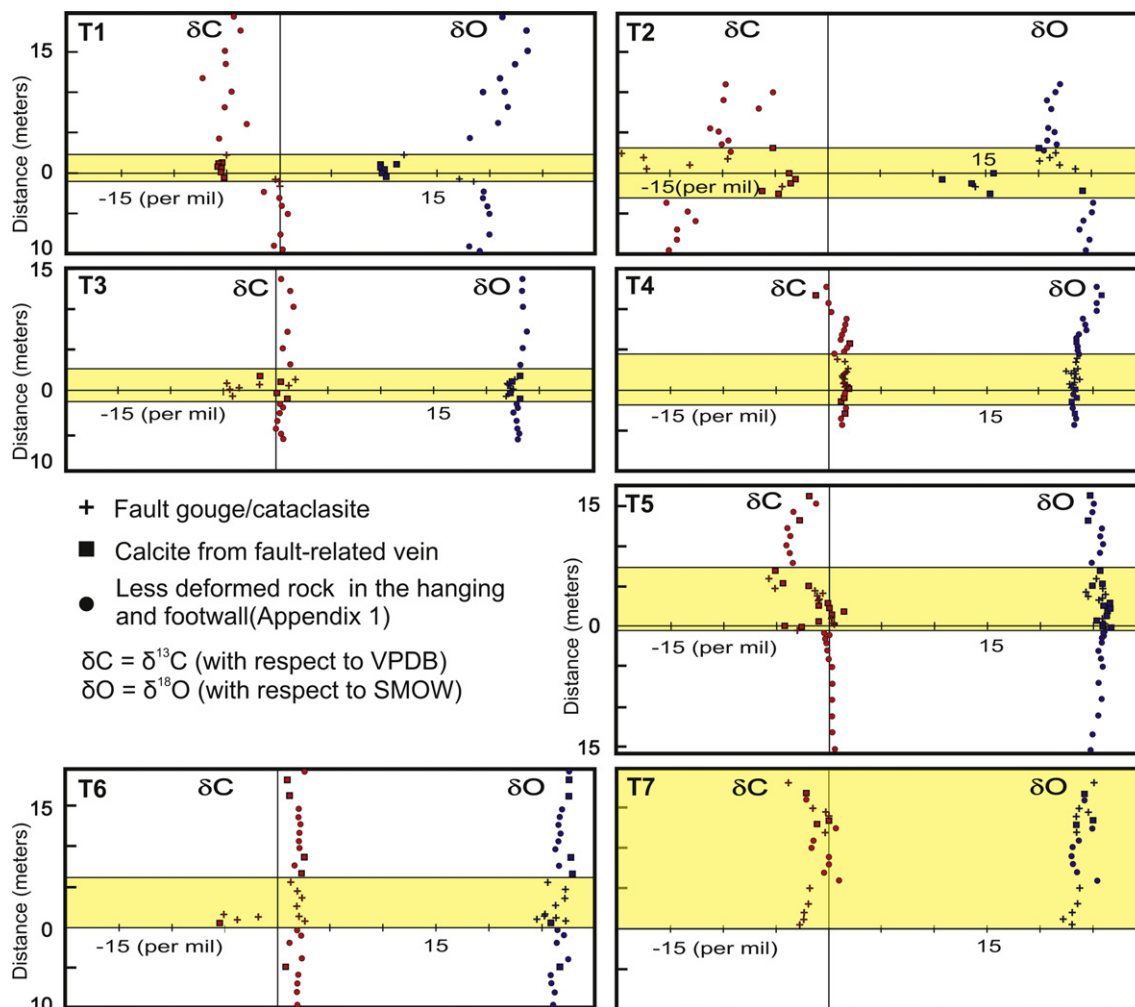 T1
δC
δO
15
0
10
-15 (per mil)
15
Distance (meters)
T2
δC
δO
15
-15(per mil)
T3
δC
δO
15
0
10
-15 (per mil)
15
Distance (meters)
T4
δC
δO
-15 (per mil)
15
+ Fault gouge/cataclasite
■ Calcite from fault-related vein
● Less deformed rock in the hanging
and footwall(Appendix 1)
δC = δ¹³C (with respect to VPDB)
δO = δ¹⁸O (with respect to SMOW)
T5
δC
δO
15
0
15
-15 (per mil)
15
Distance (meters)
T6
δC
δO
15
0
10
-15 (per mil)
15
Distance (meters)
T7
δC
δO
-15 (per mil)
15